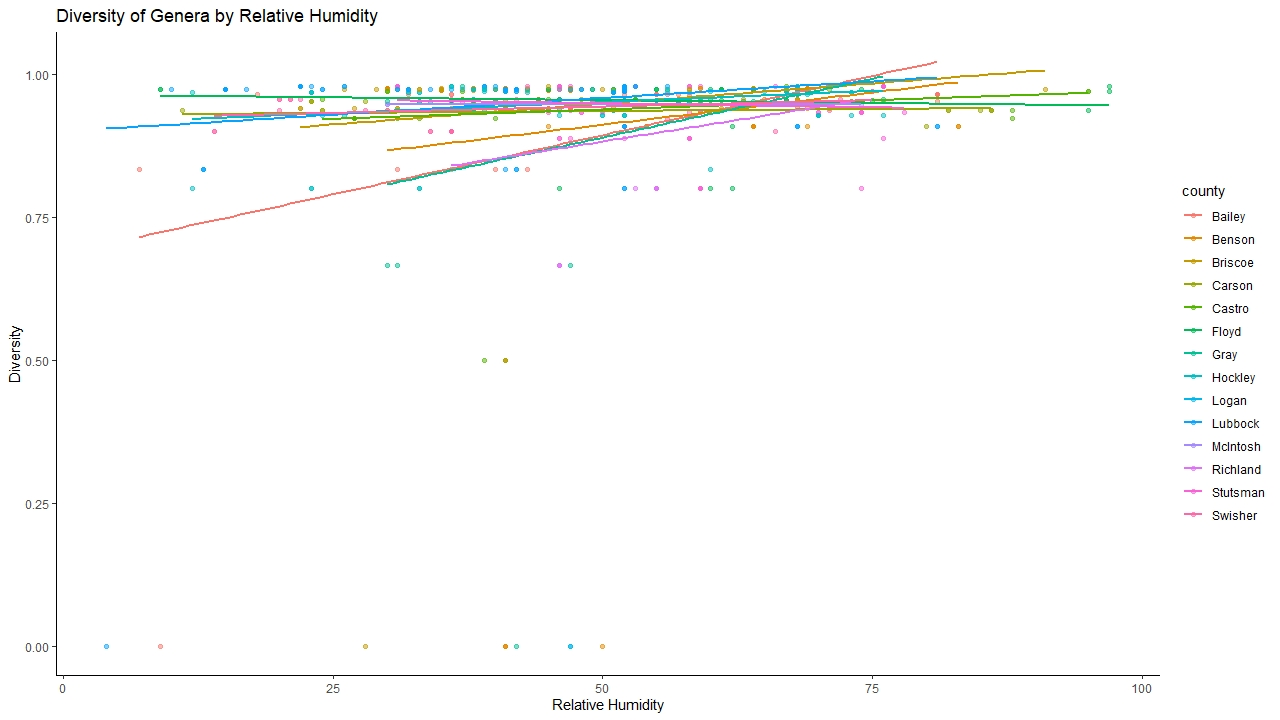 Diversity of Genera by Relative Humidity
1.00
0.75
0.50
0.25
0.00
Diversity
0
25
50
75
100
Relative Humidity
county
Bailey
Benson
Briscoe
Carson
Castro
Floyd
Gray
Hockley
Logan
Lubbock
McIntosh
Richland
Stutsman
Swisher